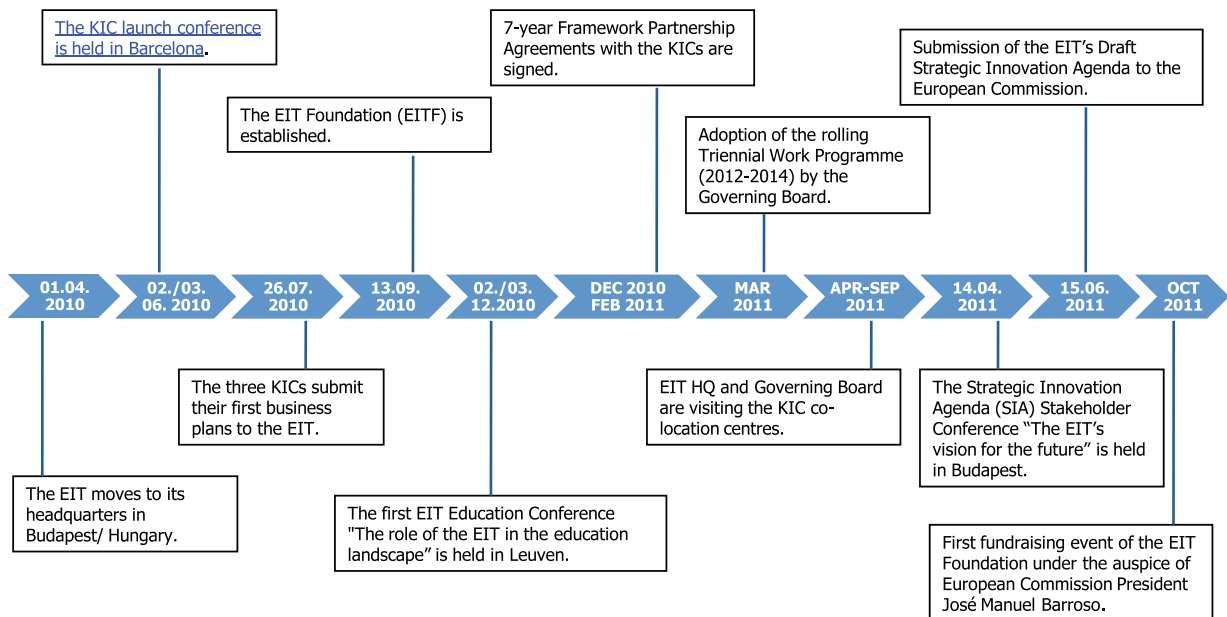 The KIC launch conference
is held in Barcelona.
7-year Framework Partnership
Agreements with the KICs are
signed.
Submission of the EIT’s Draft
Strategic Innovation Agenda to the
European Commission.
The EIT Foundation (EITF) is
established.
Adoption of the rolling
Triennial Work Programme
(2012-2014) by the
Governing Board.
01.04.
2010
02./03.
06. 2010
26.07.
2010
13.09.
2010
02./03.
12.2010
DEC 2010
FEB 2011
MAR
2011
APR-SEP
2011
14.04.
2011
15.06.
2011
OCT
2011
The three KICs submit
their first business
plans to the EIT.
EIT HQ and Governing Board
are visiting the KIC co-
location centres.
The Strategic Innovation
Agenda (SIA) Stakeholder
Conference “The EIT’s
vision for the future” is held
in Budapest.
The EIT moves to its
headquarters in
Budapest/ Hungary.
The first EIT Education Conference
"The role of the EIT in the education
landscape” is held in Leuven.
First fundraising event of the EIT
Foundation under the auspice of
European Commission President
José Manuel Barroso.